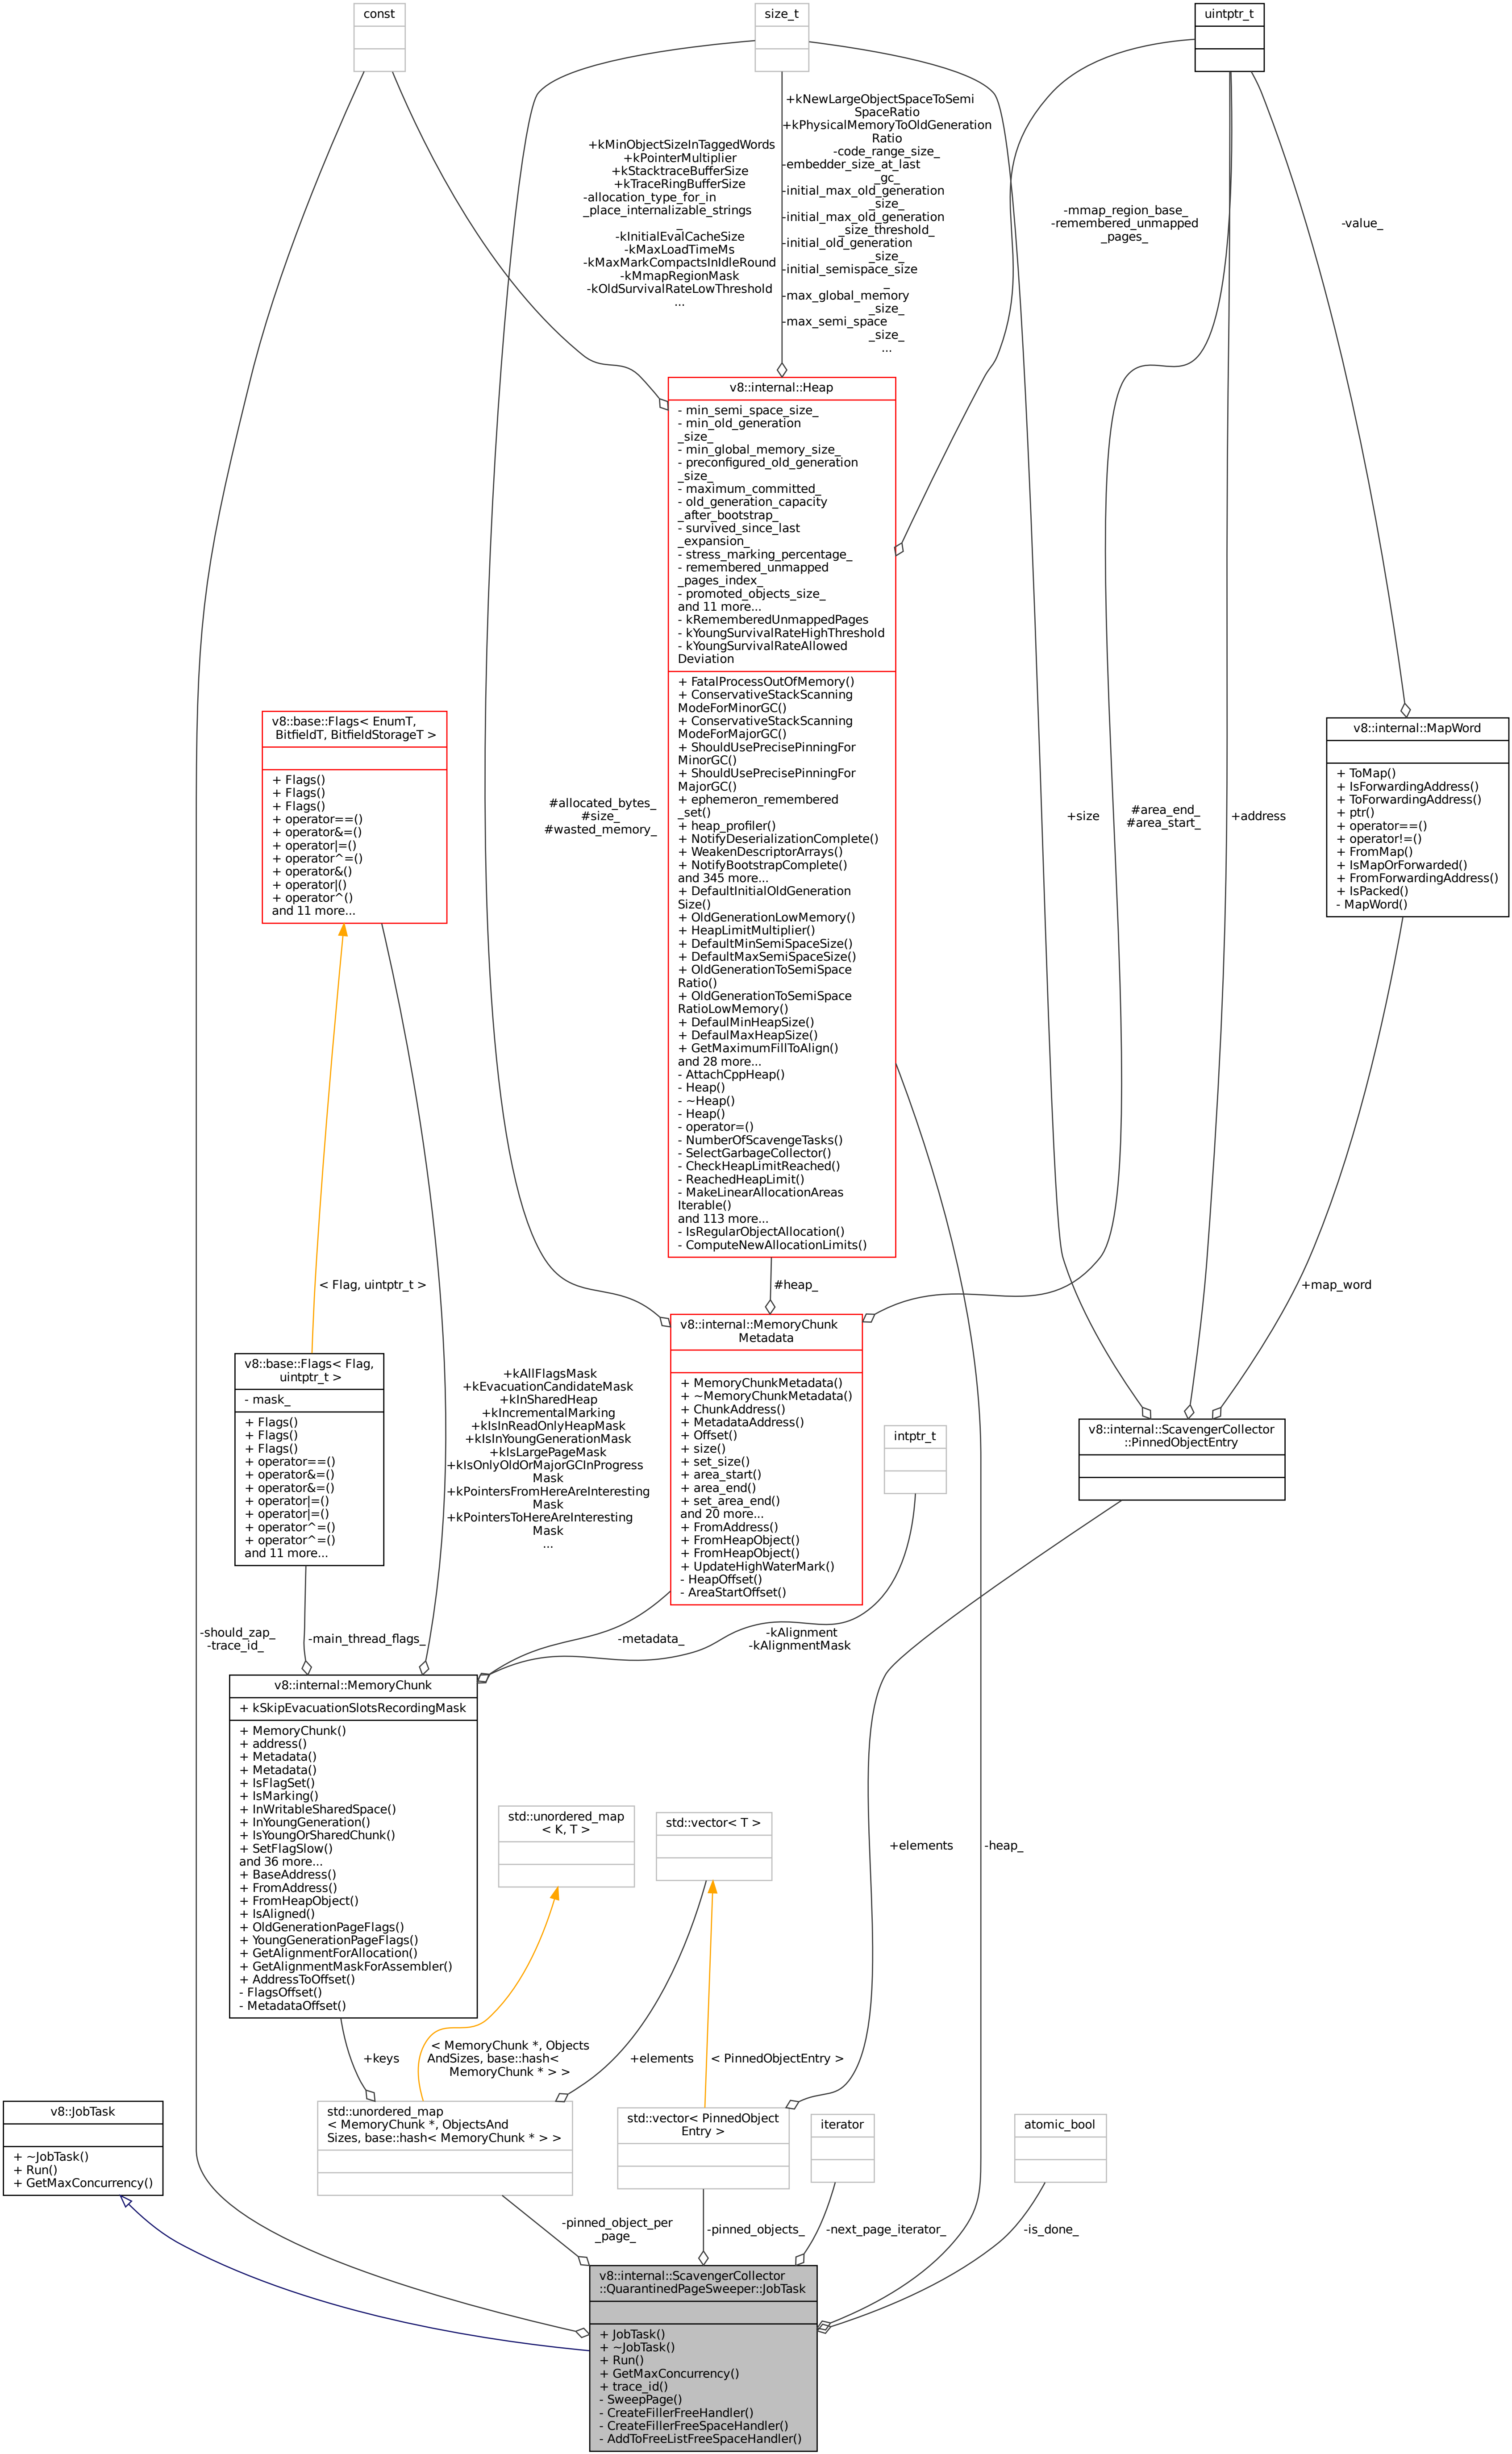 const
size_t
uintptr_t
+kNewLargeObjectSpaceToSemi
SpaceRatio
+kPhysicalMemoryToOldGeneration
Ratio
-code_range_size_
-embedder_size_at_last
_gc_
-initial_max_old_generation
_size_
-initial_max_old_generation
_size_threshold_
-initial_old_generation
_size_
-initial_semispace_size
_
-max_global_memory
_size_
-max_semi_space
_size_
...
+kMinObjectSizeInTaggedWords
+kPointerMultiplier
+kStacktraceBufferSize
+kTraceRingBufferSize
-allocation_type_for_in
_place_internalizable_strings
_
-kInitialEvalCacheSize
-kMaxLoadTimeMs
-kMaxMarkCompactsInIdleRound
-kMmapRegionMask
-kOldSurvivalRateLowThreshold
...
-mmap_region_base_
-remembered_unmapped
_pages_
-value_
v8::internal::Heap
- min_semi_space_size_
- min_old_generation
_size_
- min_global_memory_size_
- preconfigured_old_generation
_size_
- maximum_committed_
- old_generation_capacity
_after_bootstrap_
- survived_since_last
_expansion_
- stress_marking_percentage_
- remembered_unmapped
_pages_index_
- promoted_objects_size_
and 11 more...
- kRememberedUnmappedPages
- kYoungSurvivalRateHighThreshold
- kYoungSurvivalRateAllowed
Deviation
+ FatalProcessOutOfMemory()
+ ConservativeStackScanning
ModeForMinorGC()
+ ConservativeStackScanning
ModeForMajorGC()
+ ShouldUsePrecisePinningFor
MinorGC()
+ ShouldUsePrecisePinningFor
MajorGC()
+ ephemeron_remembered
_set()
+ heap_profiler()
+ NotifyDeserializationComplete()
+ WeakenDescriptorArrays()
+ NotifyBootstrapComplete()
and 345 more...
+ DefaultInitialOldGeneration
Size()
+ OldGenerationLowMemory()
+ HeapLimitMultiplier()
+ DefaultMinSemiSpaceSize()
+ DefaultMaxSemiSpaceSize()
+ OldGenerationToSemiSpace
Ratio()
+ OldGenerationToSemiSpace
RatioLowMemory()
+ DefaulMinHeapSize()
+ DefaulMaxHeapSize()
+ GetMaximumFillToAlign()
and 28 more...
- AttachCppHeap()
- Heap()
- ~Heap()
- Heap()
- operator=()
- NumberOfScavengeTasks()
- SelectGarbageCollector()
- CheckHeapLimitReached()
- ReachedHeapLimit()
- MakeLinearAllocationAreas
Iterable()
and 113 more...
- IsRegularObjectAllocation()
- ComputeNewAllocationLimits()
v8::base::Flags< EnumT,
BitfieldT, BitfieldStorageT >
+ Flags()
+ Flags()
+ Flags()
+ operator==()
+ operator&=()
+ operator|=()
+ operator^=()
+ operator&()
+ operator|()
+ operator^()
and 11 more...
v8::internal::MapWord
+ ToMap()
+ IsForwardingAddress()
+ ToForwardingAddress()
+ ptr()
+ operator==()
+ operator!=()
+ FromMap()
+ IsMapOrForwarded()
+ FromForwardingAddress()
+ IsPacked()
- MapWord()
#allocated_bytes_
#size_
#wasted_memory_
+size
#area_end_
#area_start_
+address
< Flag, uintptr_t >
#heap_
+map_word
v8::internal::MemoryChunk
Metadata
+ MemoryChunkMetadata()
+ ~MemoryChunkMetadata()
+ ChunkAddress()
+ MetadataAddress()
+ Offset()
+ size()
+ set_size()
+ area_start()
+ area_end()
+ set_area_end()
and 20 more...
+ FromAddress()
+ FromHeapObject()
+ FromHeapObject()
+ UpdateHighWaterMark()
- HeapOffset()
- AreaStartOffset()
v8::base::Flags< Flag,
uintptr_t >
- mask_
+ Flags()
+ Flags()
+ Flags()
+ operator==()
+ operator&=()
+ operator&=()
+ operator|=()
+ operator|=()
+ operator^=()
+ operator^=()
and 11 more...
+kAllFlagsMask
+kEvacuationCandidateMask
+kInSharedHeap
+kIncrementalMarking
+kIsInReadOnlyHeapMask
+kIsInYoungGenerationMask
+kIsLargePageMask
+kIsOnlyOldOrMajorGCInProgress
Mask
+kPointersFromHereAreInteresting
Mask
+kPointersToHereAreInteresting
Mask
...
intptr_t
v8::internal::ScavengerCollector
::PinnedObjectEntry
-should_zap_
-trace_id_
-main_thread_flags_
-metadata_
-kAlignment
-kAlignmentMask
v8::internal::MemoryChunk
+ kSkipEvacuationSlotsRecordingMask
+ MemoryChunk()
+ address()
+ Metadata()
+ Metadata()
+ IsFlagSet()
+ IsMarking()
+ InWritableSharedSpace()
+ InYoungGeneration()
+ IsYoungOrSharedChunk()
+ SetFlagSlow()
and 36 more...
+ BaseAddress()
+ FromAddress()
+ FromHeapObject()
+ IsAligned()
+ OldGenerationPageFlags()
+ YoungGenerationPageFlags()
+ GetAlignmentForAllocation()
+ GetAlignmentMaskForAssembler()
+ AddressToOffset()
- FlagsOffset()
- MetadataOffset()
std::unordered_map
< K, T >
std::vector< T >
+elements
-heap_
+keys
< MemoryChunk *, Objects
AndSizes, base::hash<
MemoryChunk * > >
+elements
< PinnedObjectEntry >
v8::JobTask
+ ~JobTask()
+ Run()
+ GetMaxConcurrency()
std::unordered_map
< MemoryChunk *, ObjectsAnd
Sizes, base::hash< MemoryChunk * > >
std::vector< PinnedObject
Entry >
iterator
atomic_bool
-pinned_object_per
_page_
-pinned_objects_
-next_page_iterator_
-is_done_
v8::internal::ScavengerCollector
::QuarantinedPageSweeper::JobTask
+ JobTask()
+ ~JobTask()
+ Run()
+ GetMaxConcurrency()
+ trace_id()
- SweepPage()
- CreateFillerFreeHandler()
- CreateFillerFreeSpaceHandler()
- AddToFreeListFreeSpaceHandler()